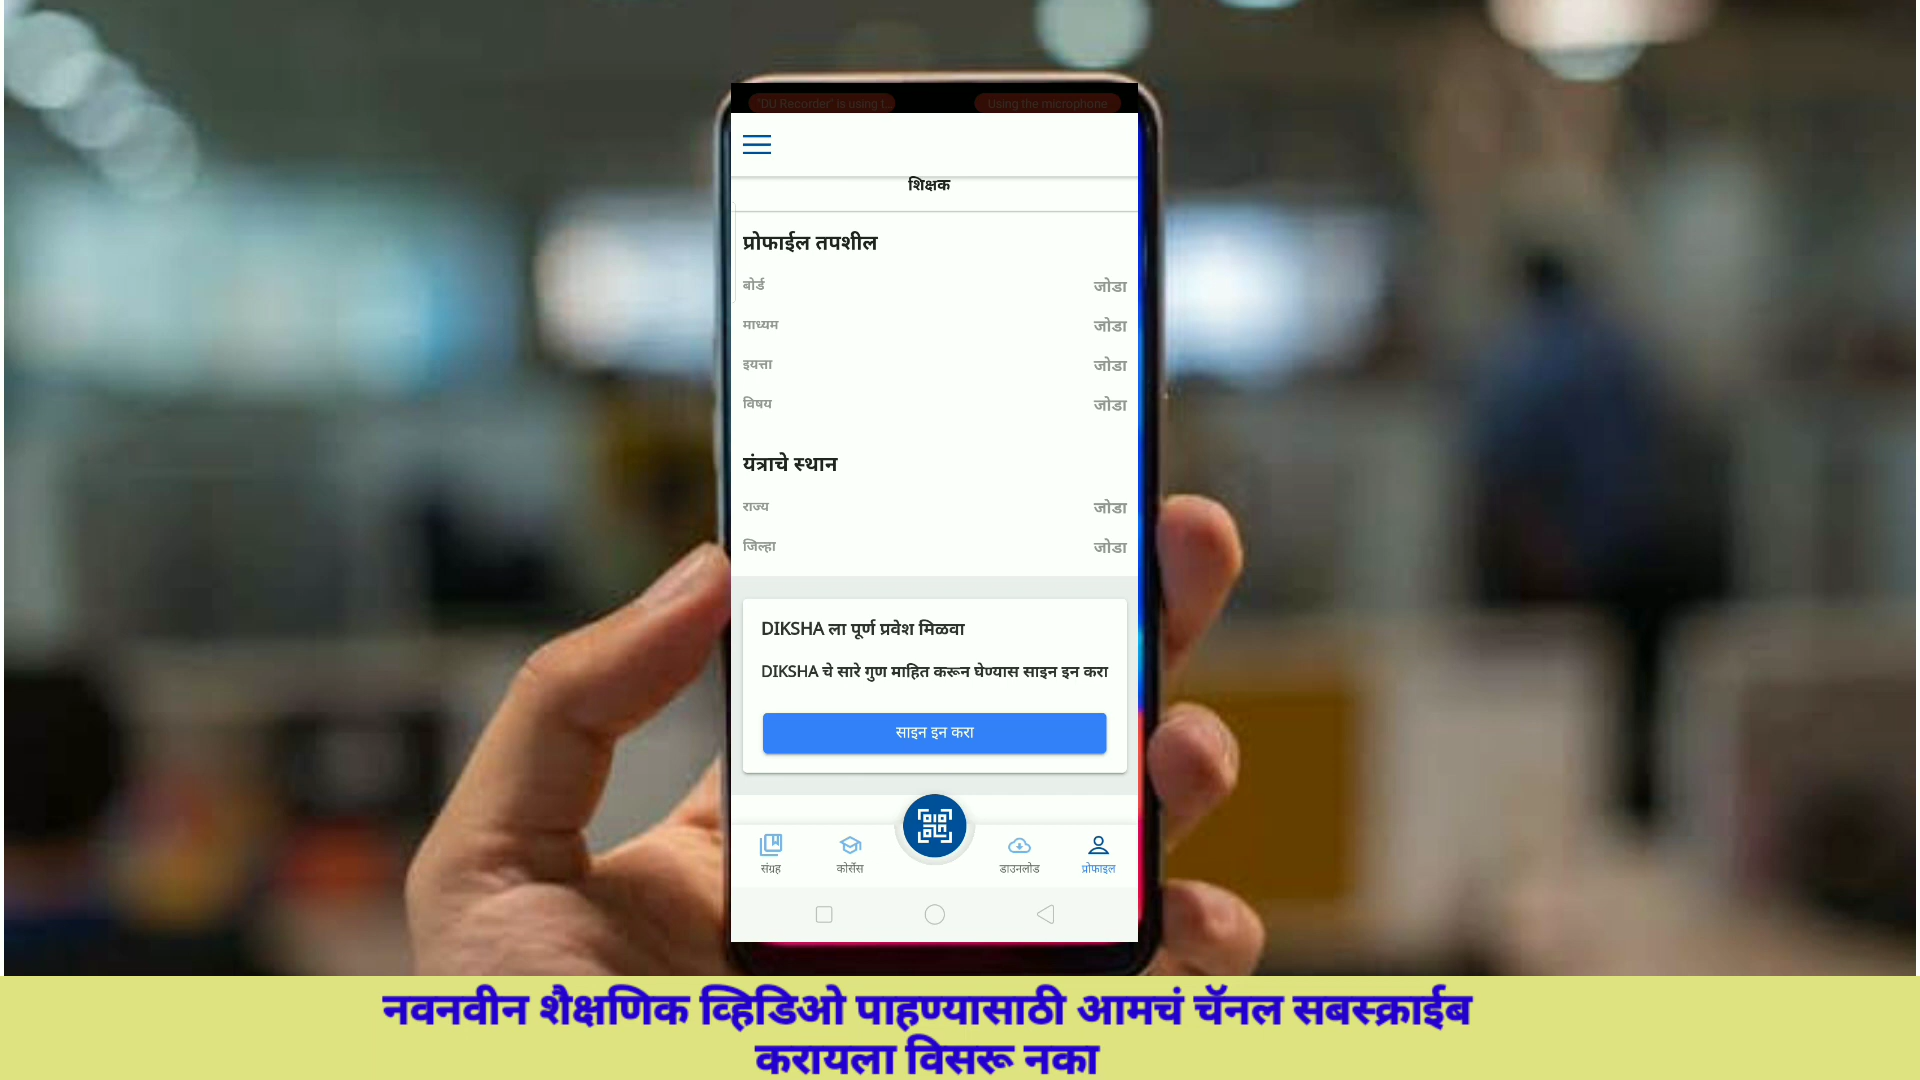 "DU Recorder" is using t    Using the microphone
शिक्षक
प्रोफाईल तपशील
बोर्ड    जोडा
माध्यम    जोडा
इयत्ता    जोडा
विषय    जोडा
यंत्राचे स्थान
राज्य    जोडा
जिल्हा    जोडा
DIKSHA ला पूर्ण प्रवेश मिळवा
DIKSHA चे सारे गुण माहित करून घेण्यास साइन इन करा
साइन इन करा
संग्रह    कोर्सेस    डाउनलोड    प्रोफाइल
नवनवीन शैक्षणिक व्हिडिओ पाहण्यासाठी आमचं चॅनल सबस्क्राईब
करायला विसरू नका